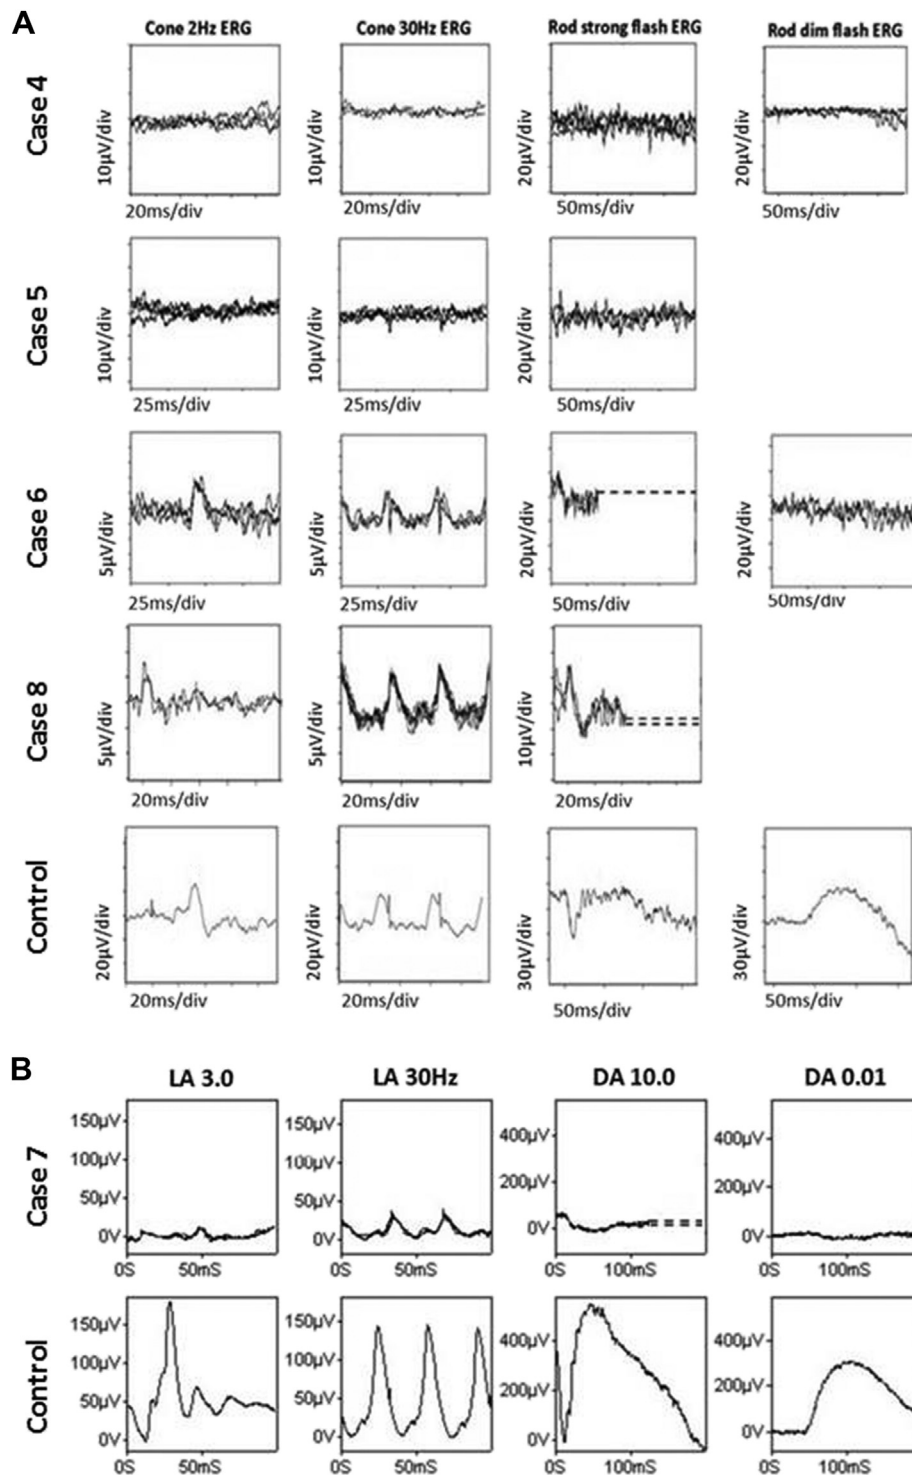 A
Cone 2Hz ERG Cone 30Hz ERG Rod strong flash ERG Rod dim flash ERG
Case 4
10µV/div 10µV/div 20µV/div 20µV/div
20ms/div 20ms/div 50ms/div 50ms/div
Case 5
10µV/div 10µV/div 20µV/div
25ms/div 25ms/div 50ms/div
Case 6
5µV/div 5µV/div 20µV/div 20µV/div
25ms/div 25ms/div 50ms/div 50ms/div
Case 8
5µV/div 5µV/div 10µV/div
20ms/div 20ms/div 20ms/div
Control
20µV/div 20µV/div 30µV/div 30µV/div
20ms/div 20ms/div 50ms/div 50ms/div
B
LA 3.0 LA 30Hz DA 10.0 DA 0.01
Case 7
150µV 150µV 400µV 400µV
100µV 100µV 200µV 200µV
50µV 50µV 0V 0V
0V 0V
0S 50mS 0S 50mS 0S 100mS 0S 100mS
Control
150µV 150µV 400µV 400µV
100µV 100µV 200µV 200µV
50µV 50µV 0V 0V
0V 0V
0S 50mS 0S 50mS 0S 100mS 0S 100mS